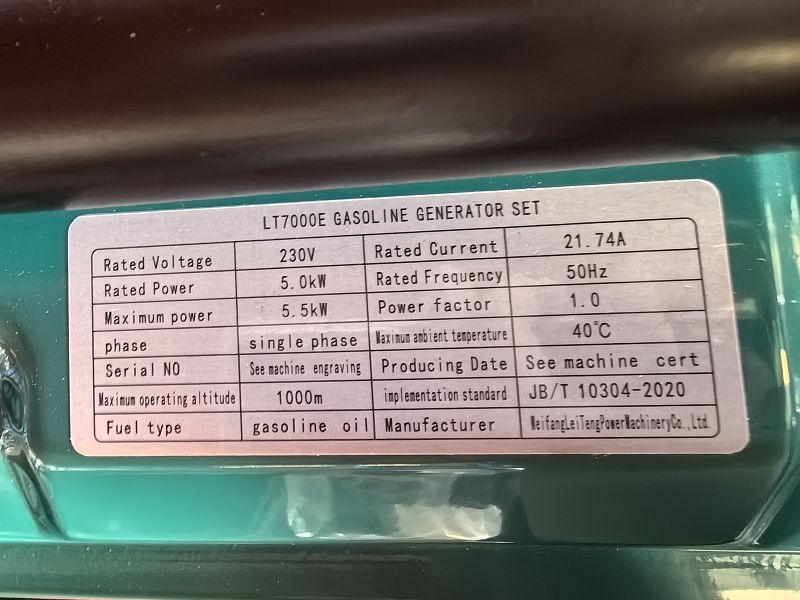 LT7000E GASOLINE GENERATOR SET
Rated Voltage 230V Rated Current 21.74A
Rated Power 5.0kW Rated Frequency 50Hz
Maximum power 5.5kW Power factor 1.0
phase single phase Maximum ambient temperature 40℃
Serial NO See machine engraving Producing Date See machine cert
Maximum operating altitude 1000m implementation standard JB/T 10304-2020
Fuel type gasoline oil Manufacturer WeifangLeiTengPowerMachineryCo.,Ltd.